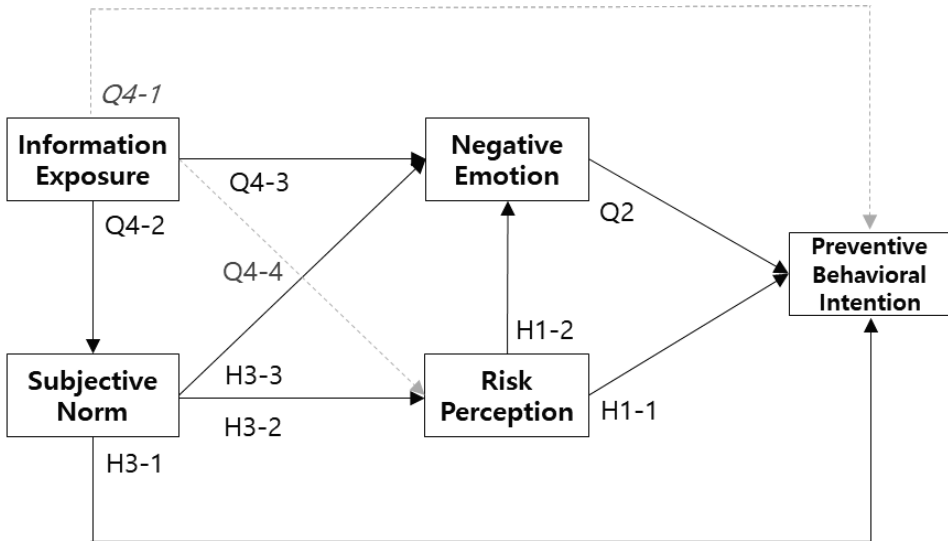 Q4-1
Information
Exposure
Negative
Emotion
Q4-3
Q2
Q4-2
Preventive
Behavioral
Intention
Q4-4
H1-2
Subjective
Norm
H3-3
Risk
Perception
H3-2
H1-1
H3-1